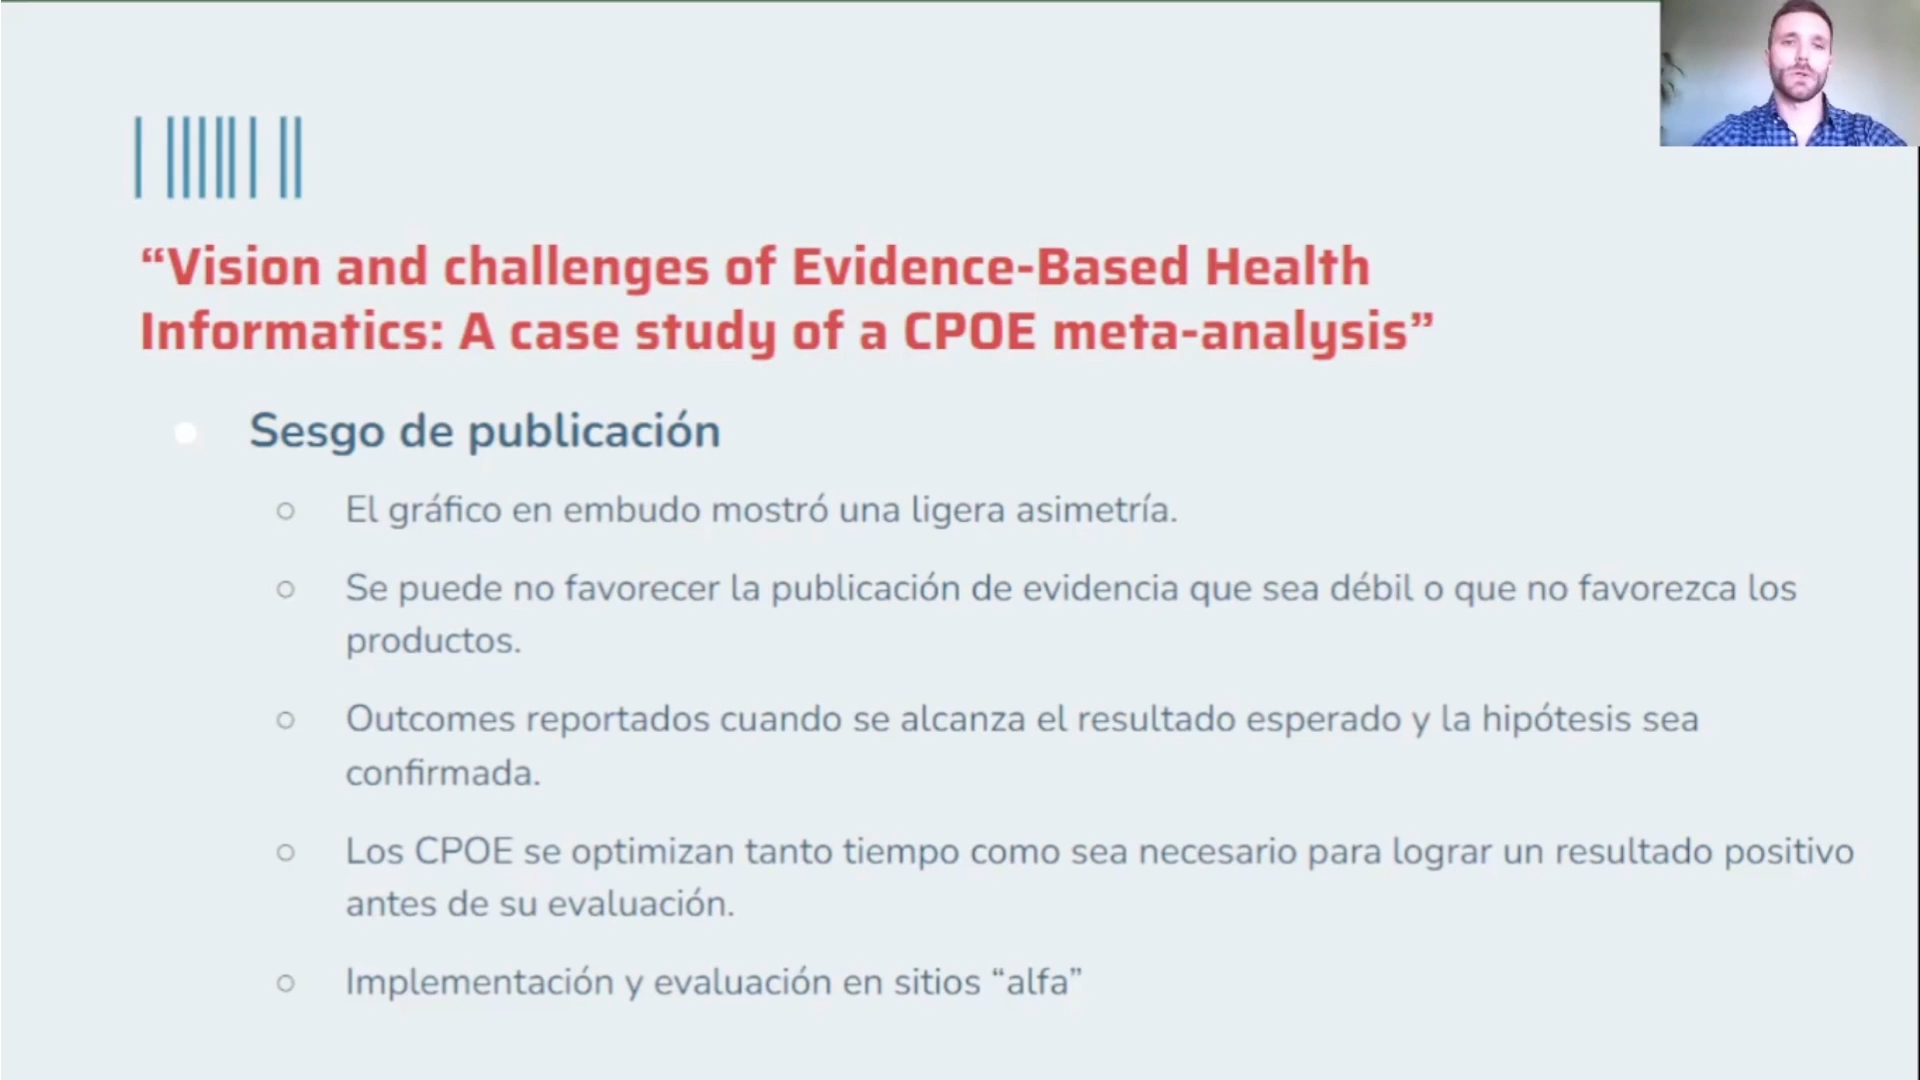 “Vision and challenges of Evidence-Based Health
Informatics: A case study of a CPOE meta-analysis”
Sesgo de publicación
El gráfico en embudo mostró una ligera asimetría.
Se puede no favorecer la publicación de evidencia que sea débil o que no favorezca los
productos.
Outcomes reportados cuando se alcanza el resultado esperado y la hipótesis sea
confirmada.
Los CPOE se optimizan tanto tiempo como sea necesario para lograr un resultado positivo
antes de su evaluación.
Implementación y evaluación en sitios “alfa”